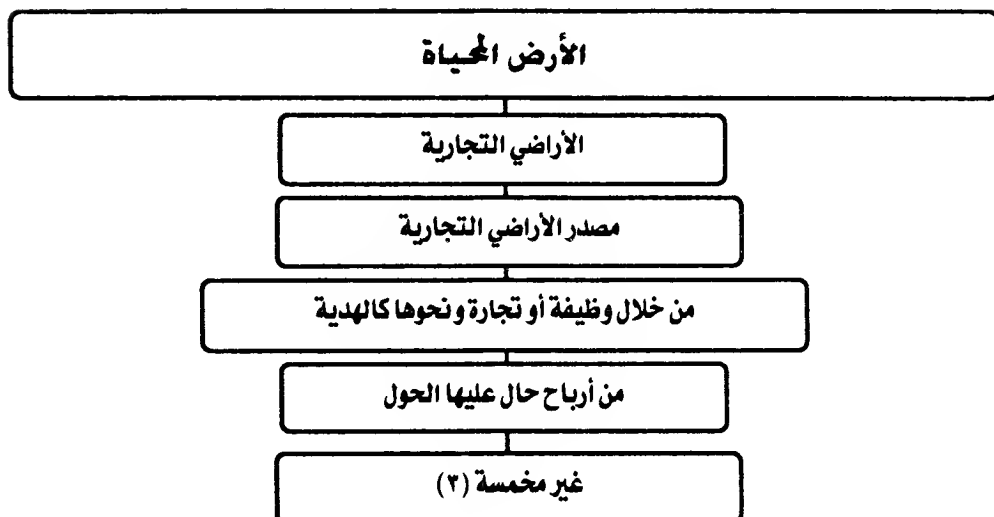 الأرض المحياة
الأراضي التجارية
مصدر الأراضي التجارية
من خلال وظيفة أو تجارة ونحوها كالهدية
من أرباح حال عليها الحول
غير مخمسة (٣)